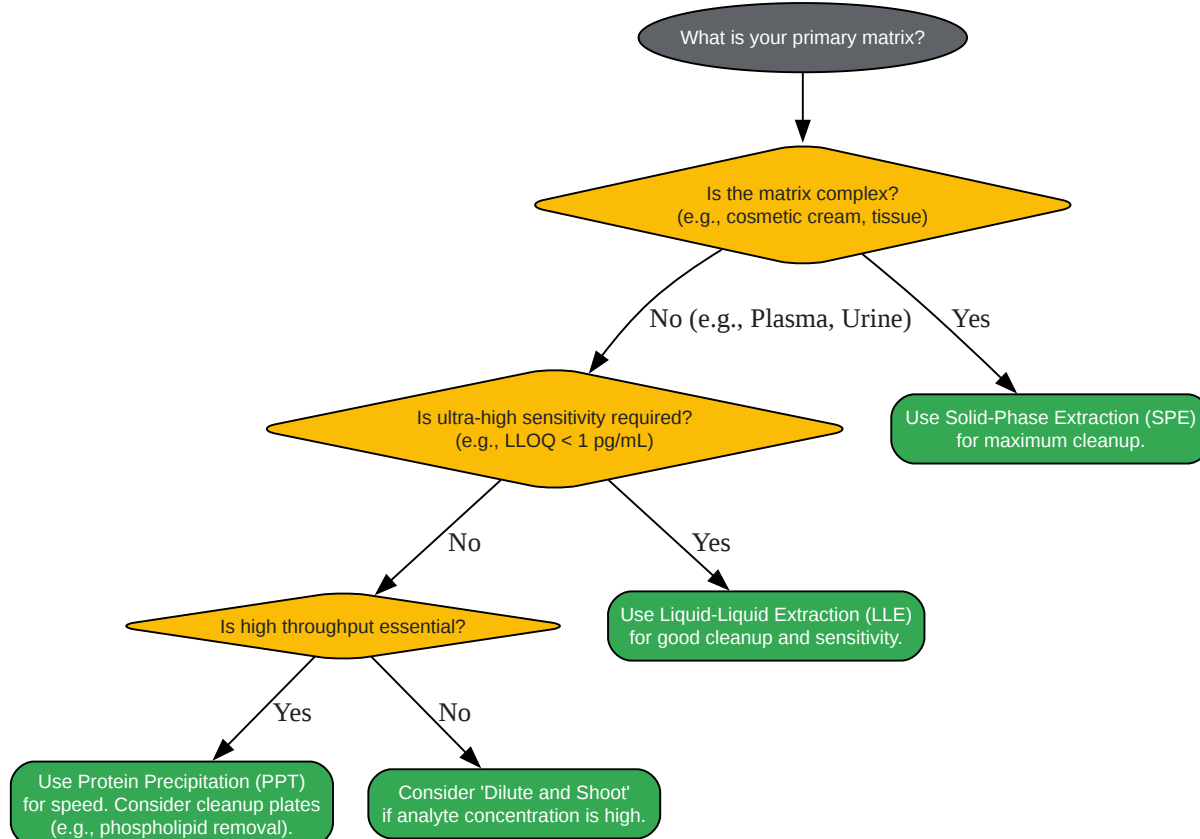 What is your primary matrix?
Is the matrix complex?
(e.g., cosmetic cream, tissue)
No (e.g., Plasma, Urine)
Yes
Is ultra-high sensitivity required?
(e.g., LLOQ < 1 pg/mL)
Use Solid-Phase Extraction (SPE)
for maximum cleanup.
No
Yes
Is high throughput essential?
Use Liquid-Liquid Extraction (LLE)
for good cleanup and sensitivity.
Yes
No
Use Protein Precipitation (PPT)
for speed. Consider cleanup plates
(e.g., phospholipid removal).
Consider 'Dilute and Shoot'
if analyte concentration is high.